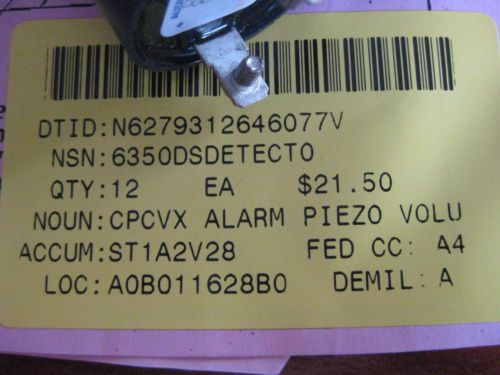 DTID:N6279312646077V
NSN:6350DSDETECTO
QTY:12 EA $21.50
NOUN:CPCVX ALARM PIEZO VOLU
ACCUM:ST1A2V28 FED CC: A4
LOC:A0B011628B0 DEMIL: A